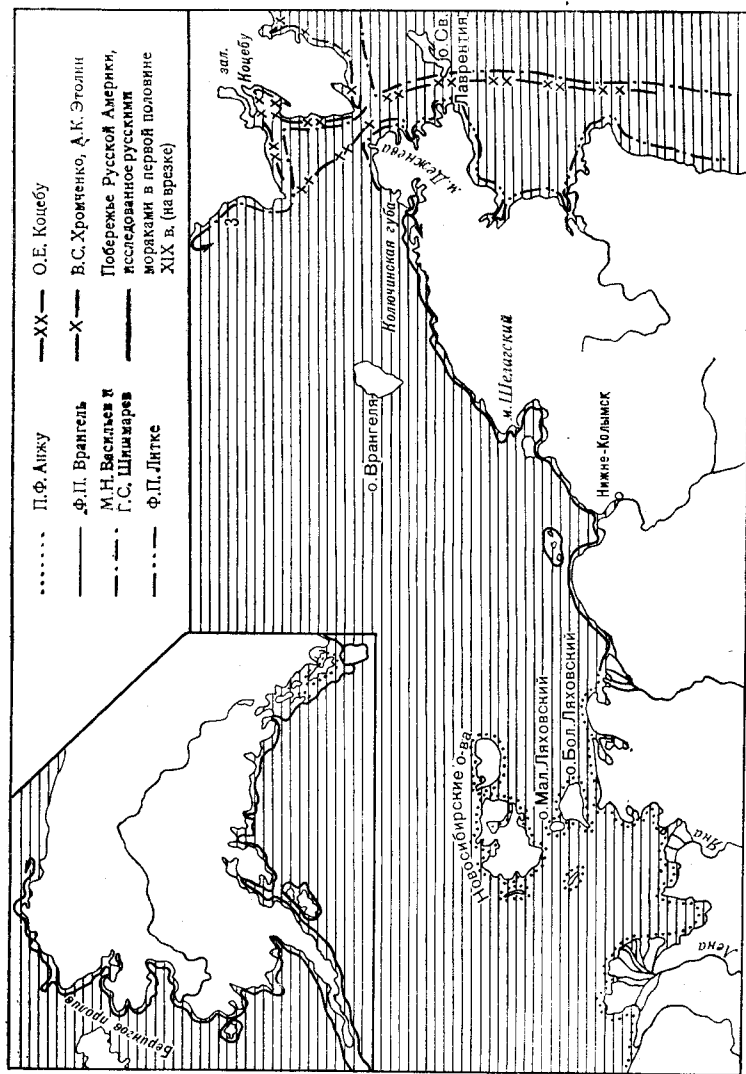 П.Ф. Анжу
Ф.П. Врангель
М.Н. Васильев и
Г.С. Шишмарев
Ф.П. Литке
О.Е. Коцебу
В.С. Хромченко, А.К. Этолин
Побережье Русской Америки,
исследованное русскими
моряками в первой половине
XIX в. (на врезке)
Берингов пролив
зал.
Коцебу
о. Св.
Лаврентия
м. Дежнева
Колючинская губа
3
о. Врангеля
м. Шелагский
Нижне-Колымск
Новосибирские о-ва
о. Мал. Ляховский
о. Бол. Ляховский
Яна
Лена